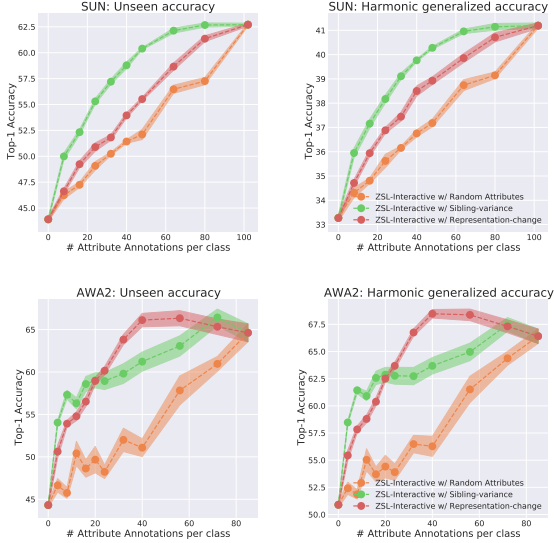 SUN: Unseen accuracy
SUN: Harmonic generalized accuracy
62.5
60.0
57.5
55.0
52.5
50.0
47.5
45.0
Top-1 Accuracy
0 20 40 60 80 100
# Attribute Annotations per class
41
40
39
38
37
36
35
34
33
Top-1 Accuracy
ZSL-Interactive w/ Random Attributes
ZSL-Interactive w/ Sibling-variance
ZSL-Interactive w/ Representation-change
0 20 40 60 80 100
# Attribute Annotations per class
AWA2: Unseen accuracy
AWA2: Harmonic generalized accuracy
65
60
55
50
45
Top-1 Accuracy
0 20 40 60 80
# Attribute Annotations per class
67.5
65.0
62.5
60.0
57.5
55.0
52.5
50.0
Top-1 Accuracy
ZSL-Interactive w/ Random Attributes
ZSL-Interactive w/ Sibling-variance
ZSL-Interactive w/ Representation-change
0 20 40 60 80
# Attribute Annotations per class